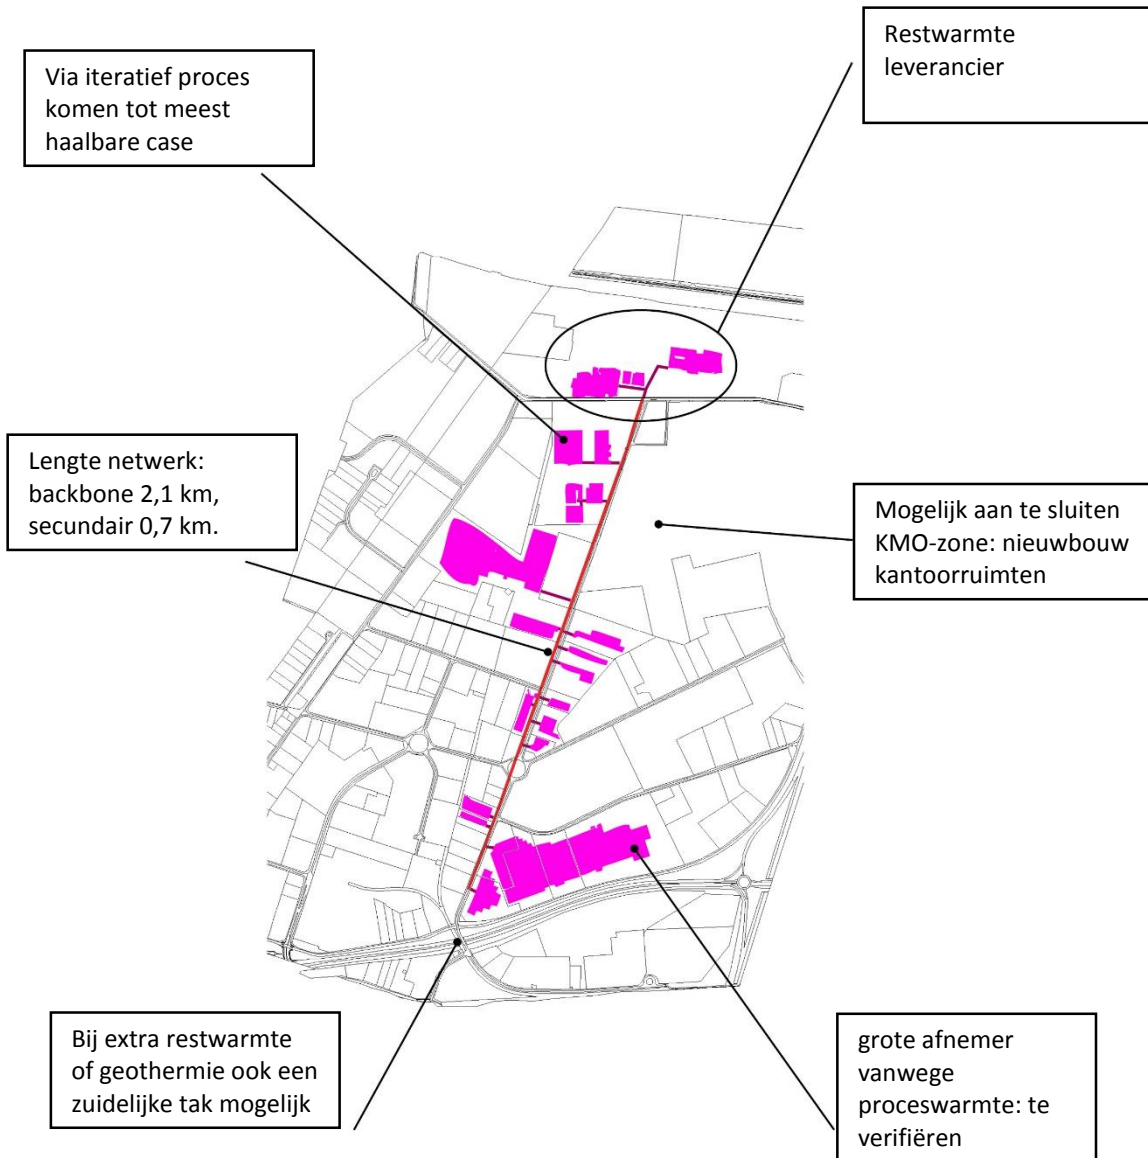 Restwarmte
leverancier
Via iteratief proces
komen tot meest
haalbare case
Lengte netwerk:
backbone 2,1 km,
secundair 0,7 km.
Mogelijk aan te sluiten
KMO-zone: nieuwbouw
kantoorruimten
Bij extra restwarmte
of geothermie ook een
zuidelijke tak mogelijk
grote afnemer
vanwege
proceswarmte: te
verifiëren